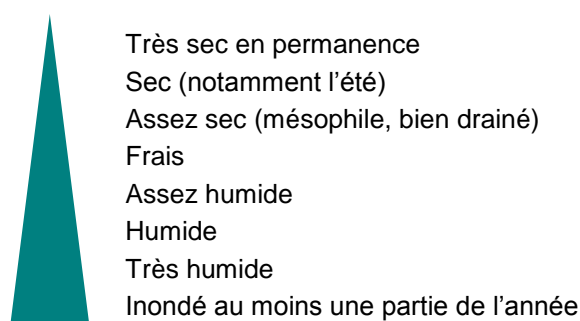 Très sec en permanence
Sec (notamment l’été)
Assez sec (mésophile, bien drainé)
Frais
Assez humide
Humide
Très humide
Inondé au moins une partie de l’année